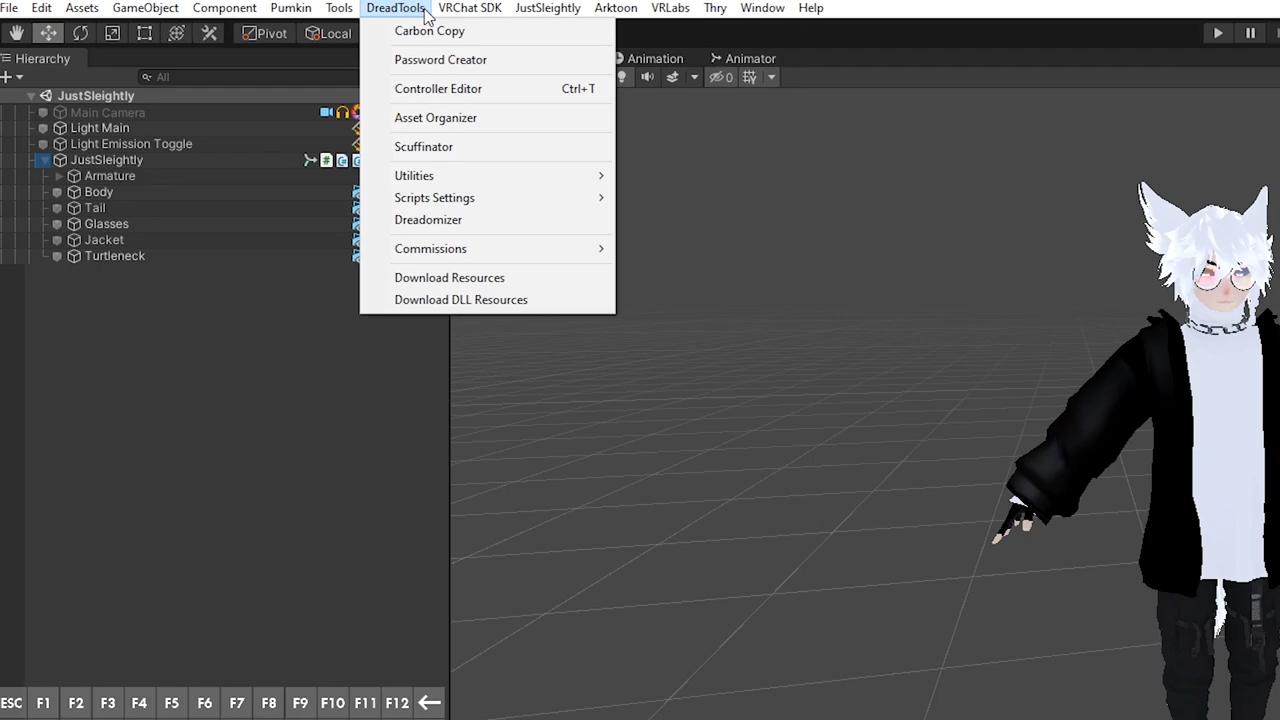 File Edit Assets GameObject Component Pumkin Tools DreadTools VRChat SDK JustSleightly Arktoon VRLabs Thry Window Help
Pivot Local
Hierarchy
All
JustSleightly
Main Camera
Light Main
Light Emission Toggle
JustSleightly
Armature
Body
Tail
Glasses
Jacket
Turtleneck
Carbon Copy
Password Creator
Controller Editor Ctrl+T
Asset Organizer
Scuffinator
Utilities
Scripts Settings
Dreadomizer
Commissions
Download Resources
Download DLL Resources
Animation Animator
0
ESC F1 F2 F3 F4 F5 F6 F7 F8 F9 F10 F11 F12